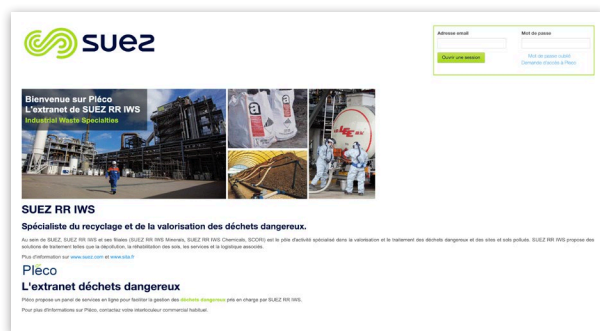 suez
Adresse email
Mot de passe
Ouvrir une session
Mot de passe oublié
Demande d'accès à Pléco
Bienvenue sur Pléco
L'extranet de SUEZ RR IWS
Industrial Waste Specialties
SUEZ RR IWS
Spécialiste du recyclage et de la valorisation des déchets dangereux.
Au sein de SUEZ, SUEZ RR IWS et ses filiales (SUEZ RR IWS Minerals, SUEZ RR IWS Chemicals, SCORI) est le pôle d'activité spécialisé dans la valorisation et le traitement des déchets dangereux et des sites et sols pollués. SUEZ RR IWS propose des
solutions de traitement telles que la dépollution, la réhabilitation des sols, les services et la logistique associés.
Plus d'information sur www.suez.com et www.sita.fr
Pléco
L'extranet déchets dangereux
Pléco propose un panel de services en ligne pour faciliter la gestion des déchets dangereux pris en charge par SUEZ RR IWS.
Pour plus d'informations sur Pléco, contactez votre interlocuteur commercial habituel.